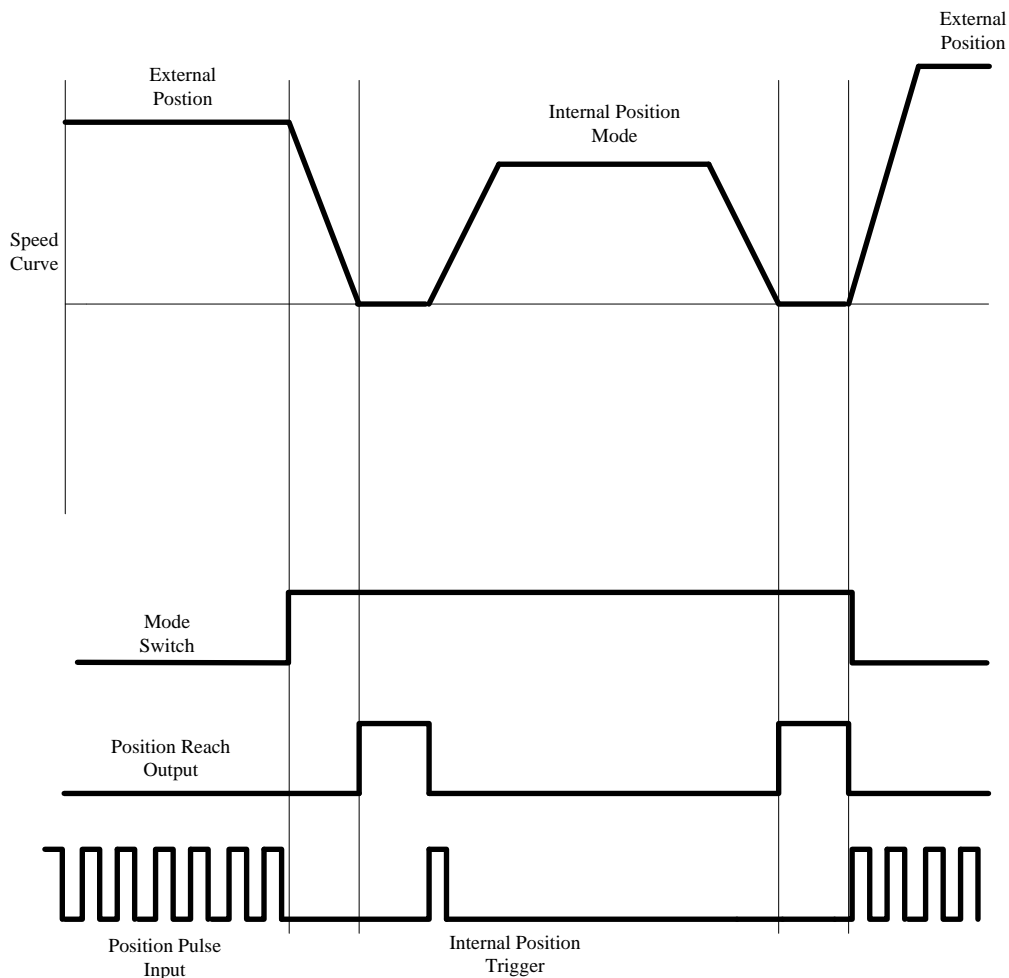 External
Position
External
Postion
Internal Position
Mode
Speed
Curve
Mode
Switch
Position Reach
Output
Position Pulse
Input
Internal Position
Trigger